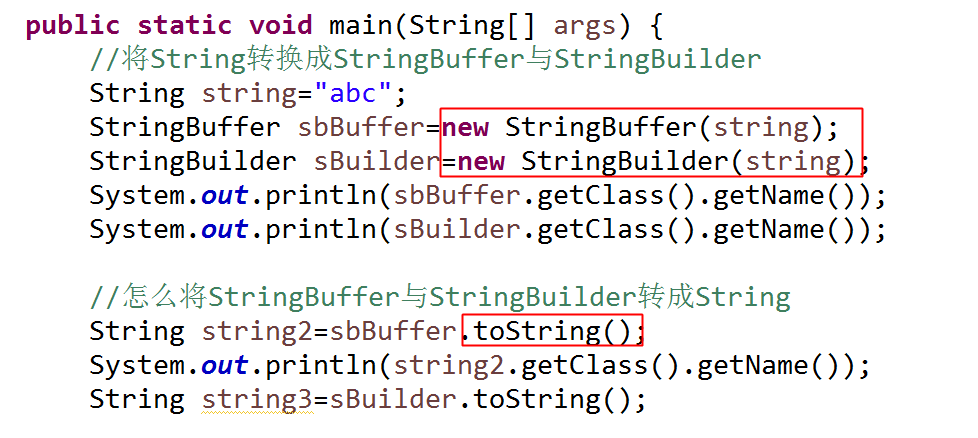 public static void main(String[] args) {
//将String转换成StringBuffer与StringBuilder
String string="abc";
StringBuffer sbBuffer=new StringBuffer(string);
StringBuilder sBuilder=new StringBuilder(string);
System.out.println(sbBuffer.getClass().getName());
System.out.println(sBuilder.getClass().getName());
//怎么将StringBuffer与StringBuilder转成String
String string2=sbBuffer.toString();
System.out.println(string2.getClass().getName());
String string3=sBuilder.toString();